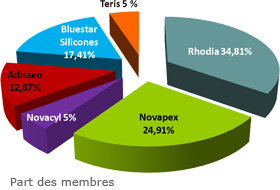 Teris 5 %
Bluestar
Silicones
17,41%
Rhodia 34,81%
Adisseo
12,87%
Novacyl 5%
Novapex
24,91%
Part des membres